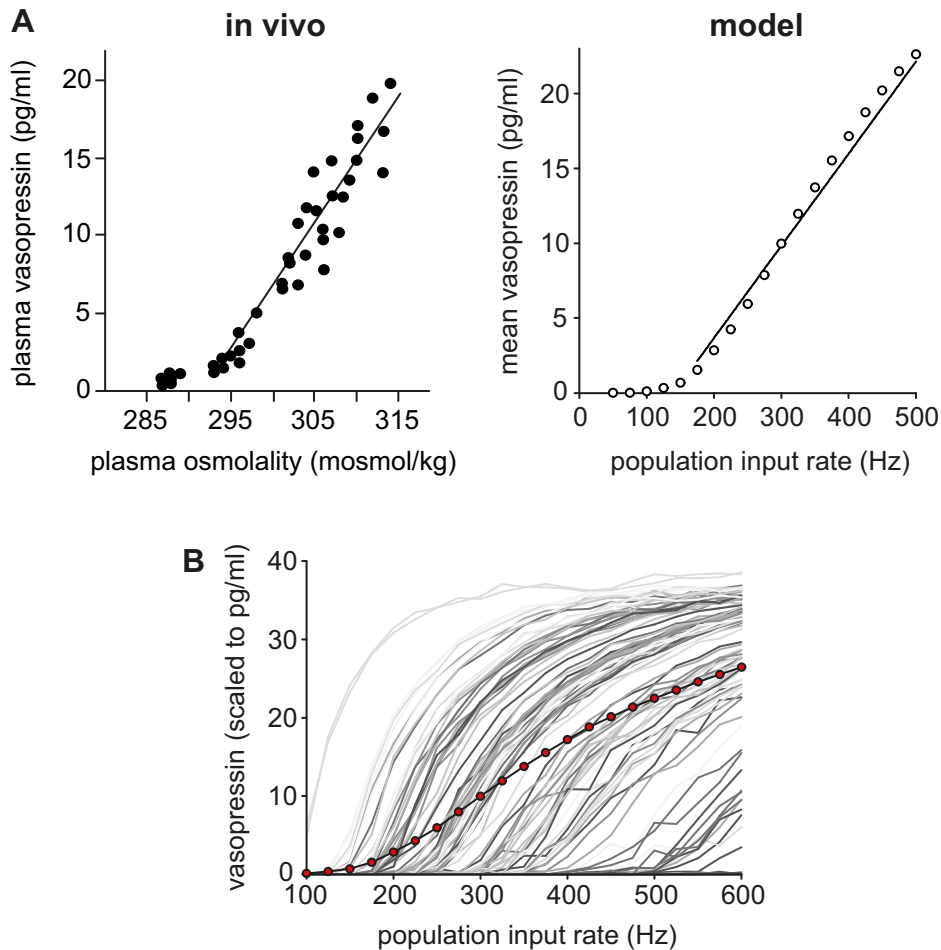 A
in vivo
model
plasma vasopressin (pg/ml)
20
15
10
5
0
285 295 305 315
plasma osmolality (mosmol/kg)
mean vasopressin (pg/ml)
20
15
10
5
0
0 100 200 300 400 500
population input rate (Hz)
B
vasopressin (scaled to pg/ml)
40
30
20
10
0
100 200 300 400 500 600
population input rate (Hz)